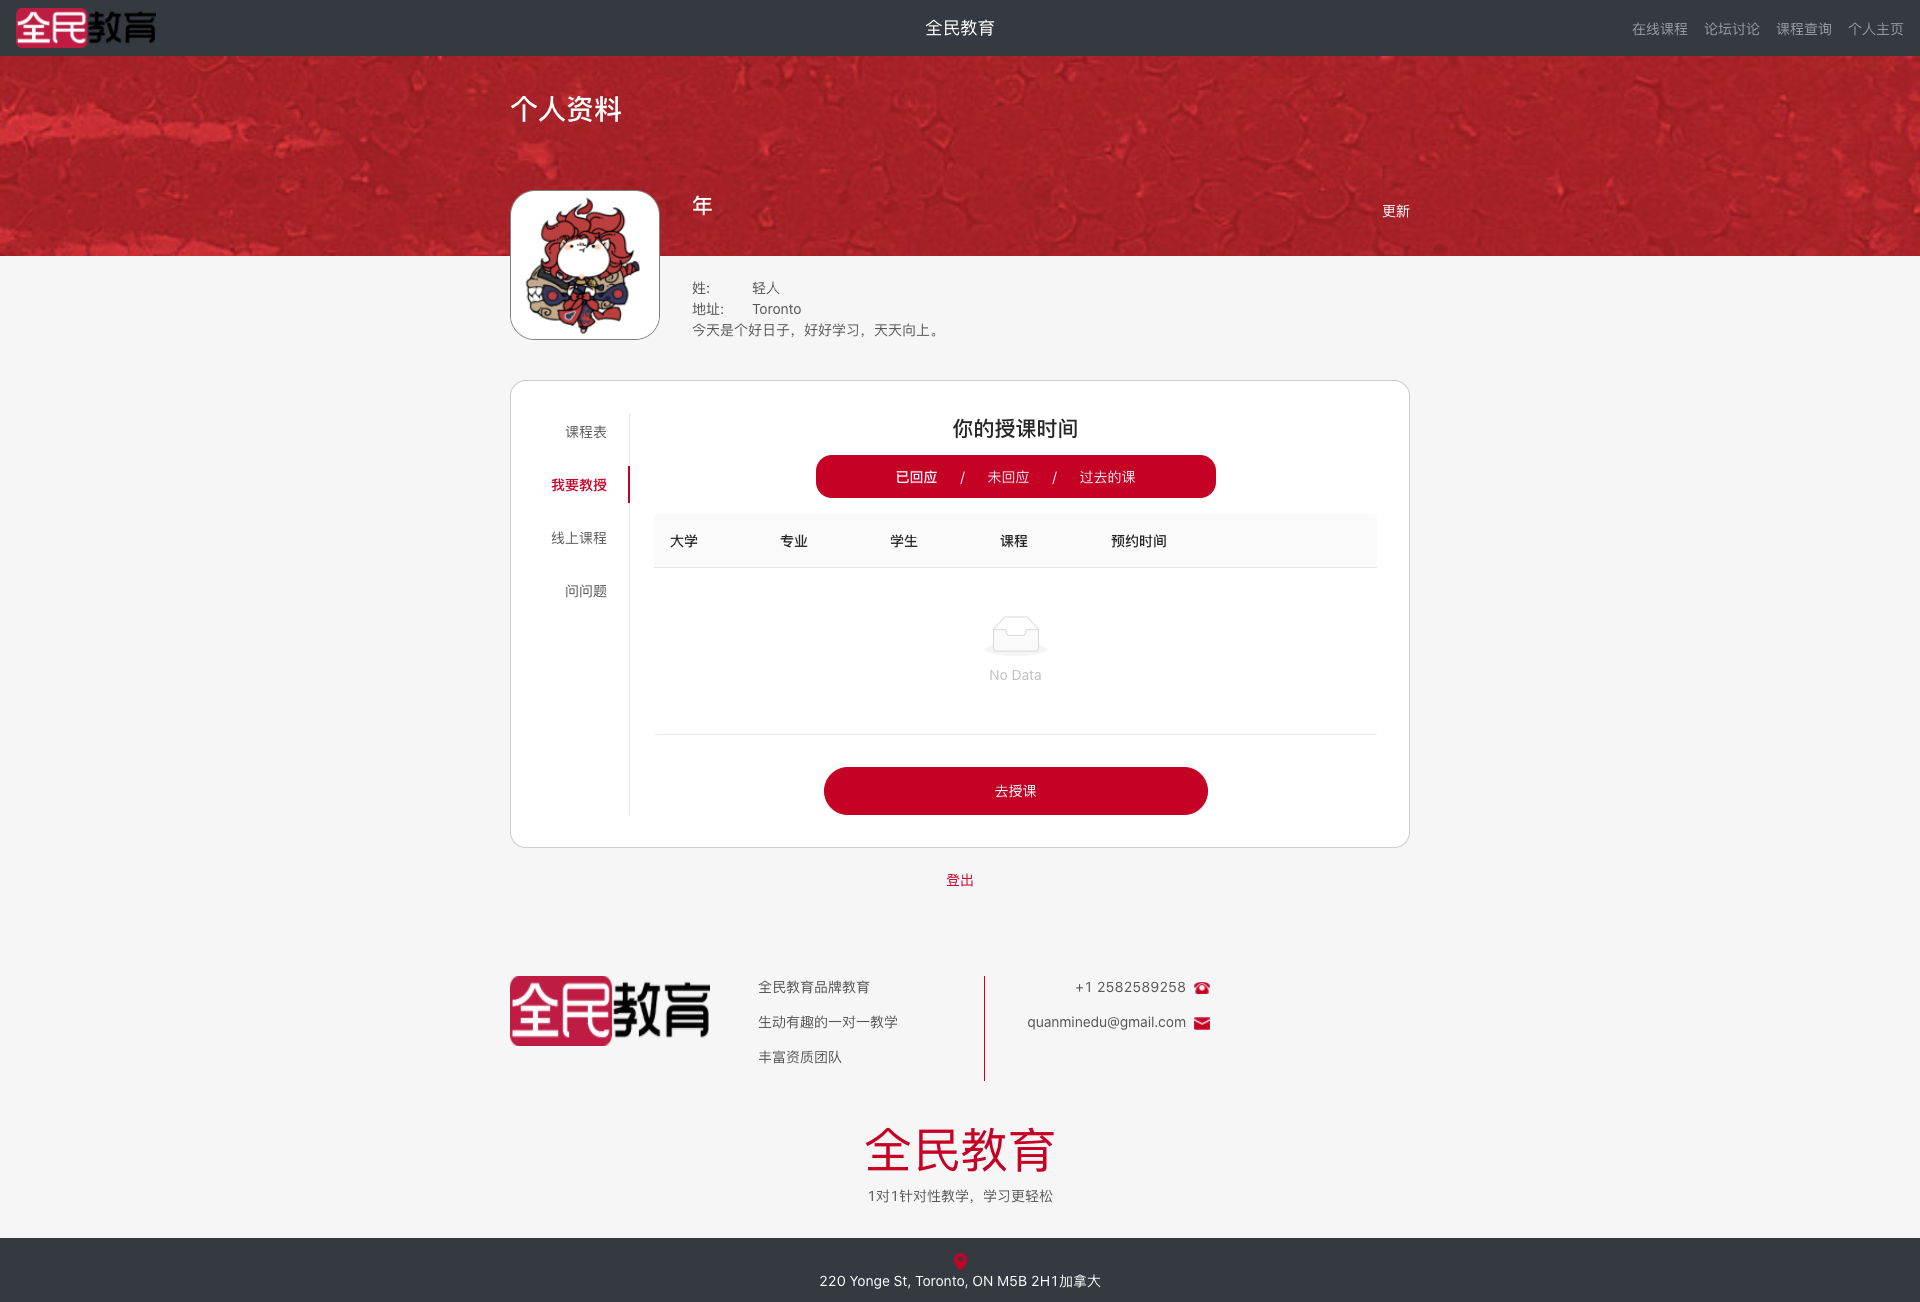 全民教育
全民教育
在线课程 论坛讨论 课程查询 个人主页
个人资料
年
更新
姓: 轻人
地址: Toronto
今天是个好日子，好好学习，天天向上。
课程表
我要教授
线上课程
问问题
你的授课时间
已回应 / 未回应 / 过去的课
大学 专业 学生 课程 预约时间
No Data
去授课
登出
全民教育
全民教育品牌教育
生动有趣的一对一教学
丰富资质团队
+1 2582589258
quanminedu@gmail.com
全民教育
1对1针对性教学，学习更轻松
220 Yonge St, Toronto, ON M5B 2H1加拿大